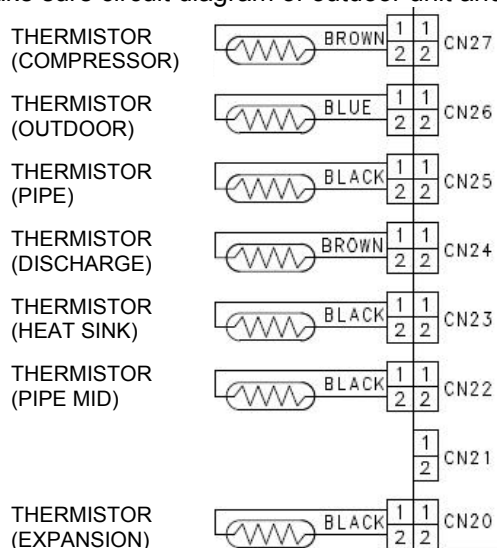 THERMISTOR
(COMPRESSOR)
BROWN 1 1 CN27
2 2
THERMISTOR
(OUTDOOR)
BLUE 1 1 CN26
2 2
THERMISTOR
(PIPE)
BLACK 1 1 CN25
2 2
THERMISTOR
(DISCHARGE)
BROWN 1 1 CN24
2 2
THERMISTOR
(HEAT SINK)
BLACK 1 1 CN23
2 2
THERMISTOR
(PIPE MID)
BLACK 1 1 CN22
2 2
1 CN21
2
THERMISTOR
(EXPANSION)
BLACK 1 1 CN20
2 2